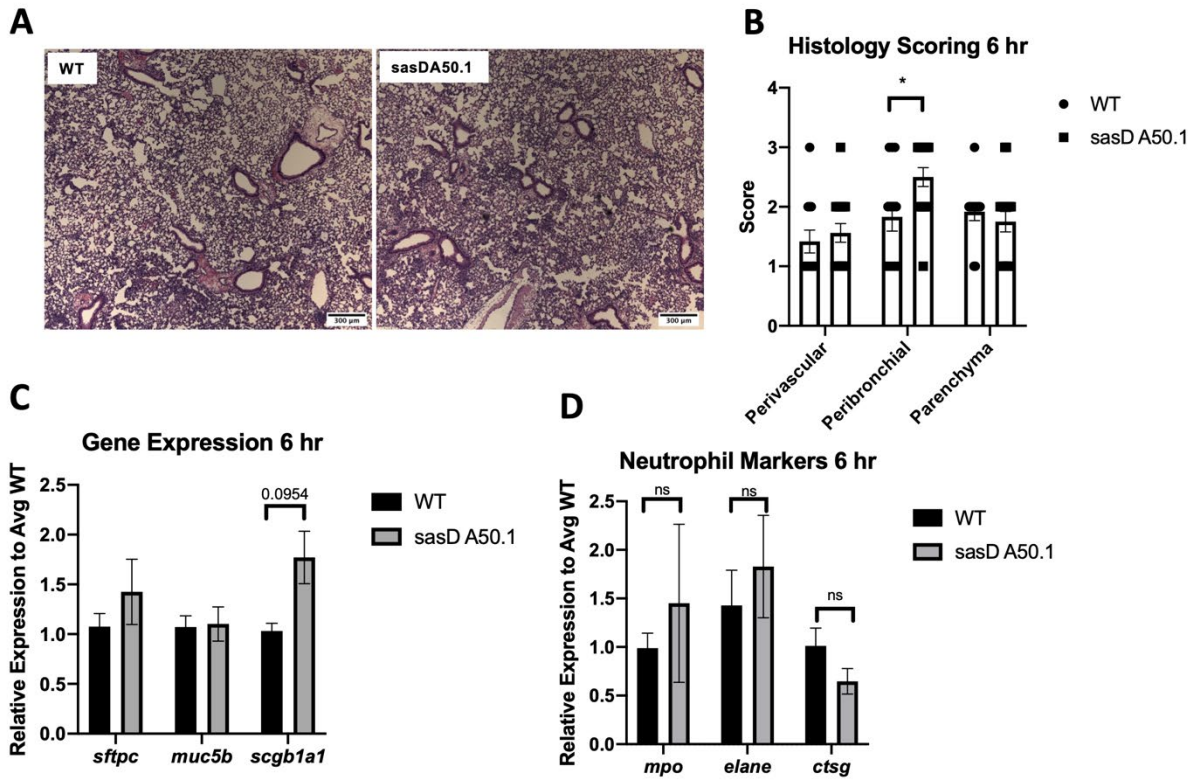 A
WT
300 µm
sasDA50.1
300 µm
B
Histology Scoring 6 hr
Score
4
3
2
1
0
*
Perivascular
Peribronchial
Parenchyma
WT
sasD A50.1
C
Gene Expression 6 hr
Relative Expression to Avg WT
2.5
2.0
1.5
1.0
0.5
0.0
0.0954
sftpc
muc5b
scgb1a1
WT
sasD A50.1
D
Neutrophil Markers 6 hr
Relative Expression to Avg WT
2.5
2.0
1.5
1.0
0.5
0.0
ns
ns
ns
mpo
elane
ctsg
WT
sasD A50.1